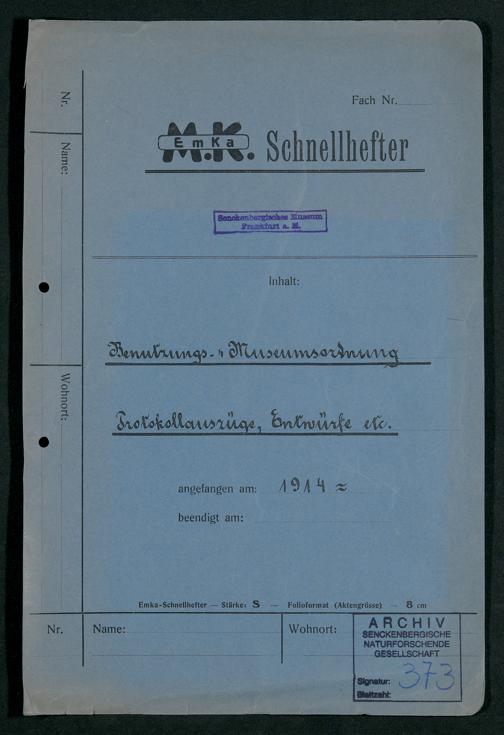 Nr.
Name:
Wohnort:
Fach Nr.
M.K. Schnellhefter
EmKa
Senckenbergisches Museum
Frankfurt a. M.
Inhalt:
Benutzungs- u Museumsordnung
Protokollauszüge, Entwürfe etc.
angefangen am: 1914 ≈
beendigt am:
Emka-Schnellhefter — Stärke: S — Folioformat (Aktengrösse) — 8 cm
Nr. Name: Wohnort:
ARCHIV
SENCKENBERGISCHE
NATURFORSCHENDE
GESELLSCHAFT
Signatur: 373
Blattzahl: